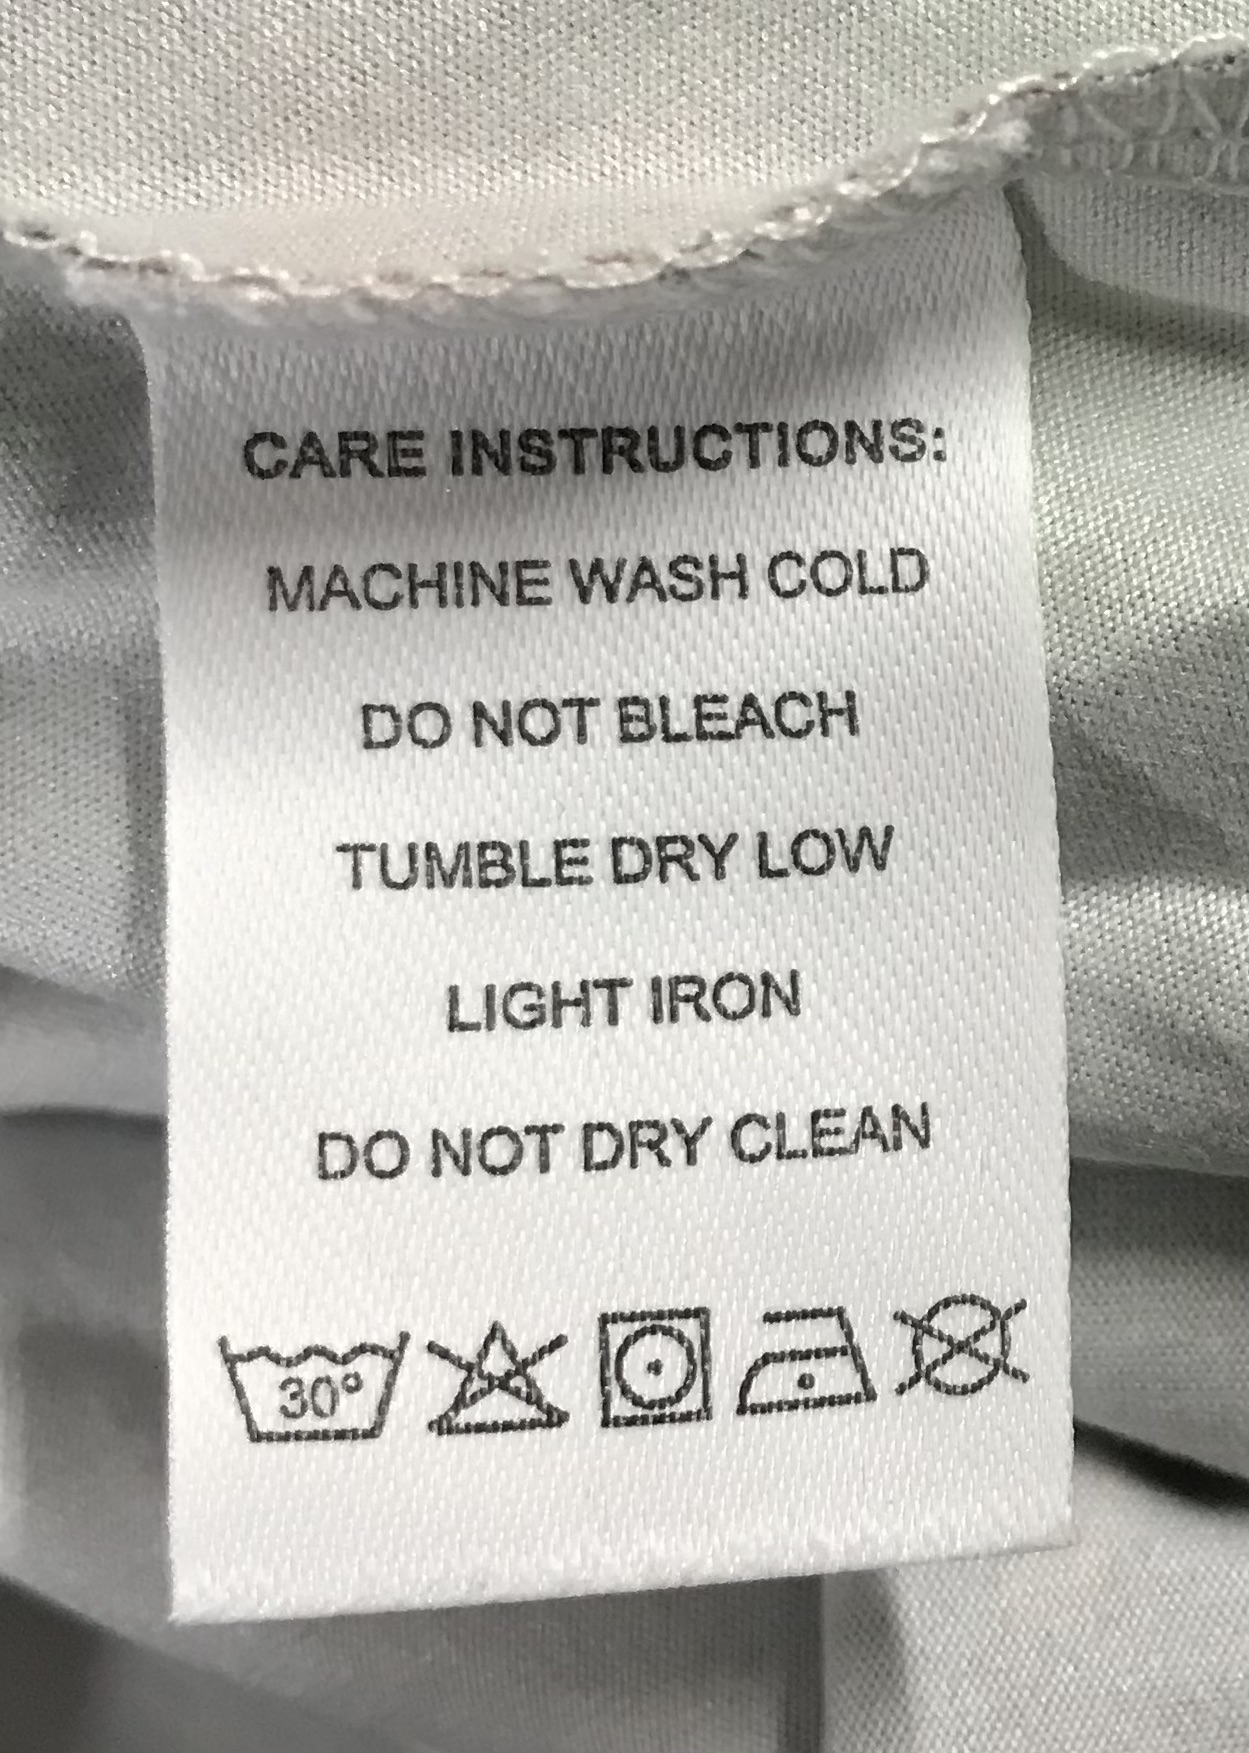 CARE INSTRUCTIONS:
MACHINE WASH COLD
DO NOT BLEACH
TUMBLE DRY LOW
LIGHT IRON
DO NOT DRY CLEAN
30°